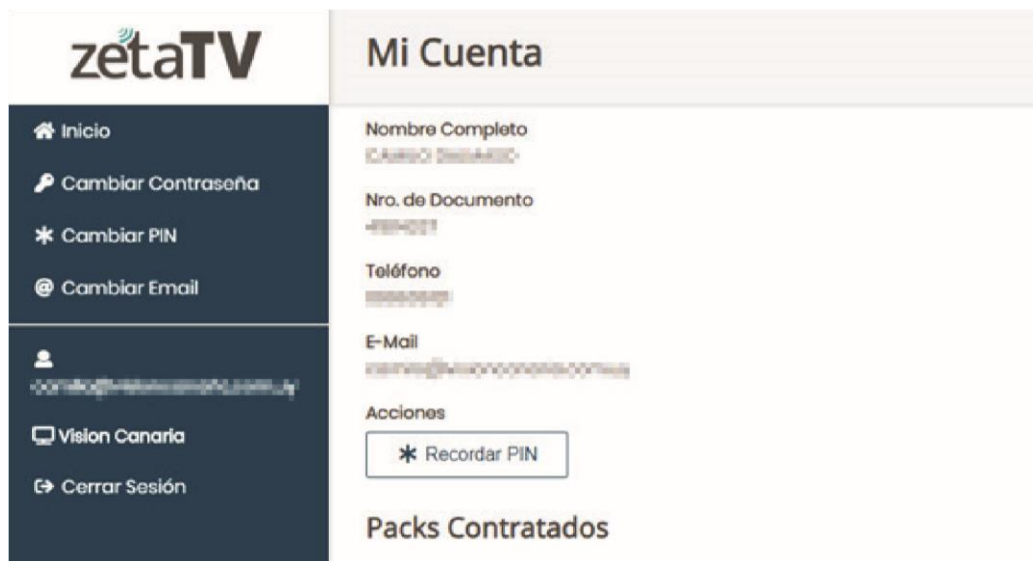 zetaTV
Mi Cuenta
Inicio
Cambiar Contraseña
Cambiar PIN
Cambiar Email
Vision Canaria
Cerrar Sesión
Nombre Completo
Nro. de Documento
Teléfono
E-Mail
Acciones
Recordar PIN
Packs Contratados